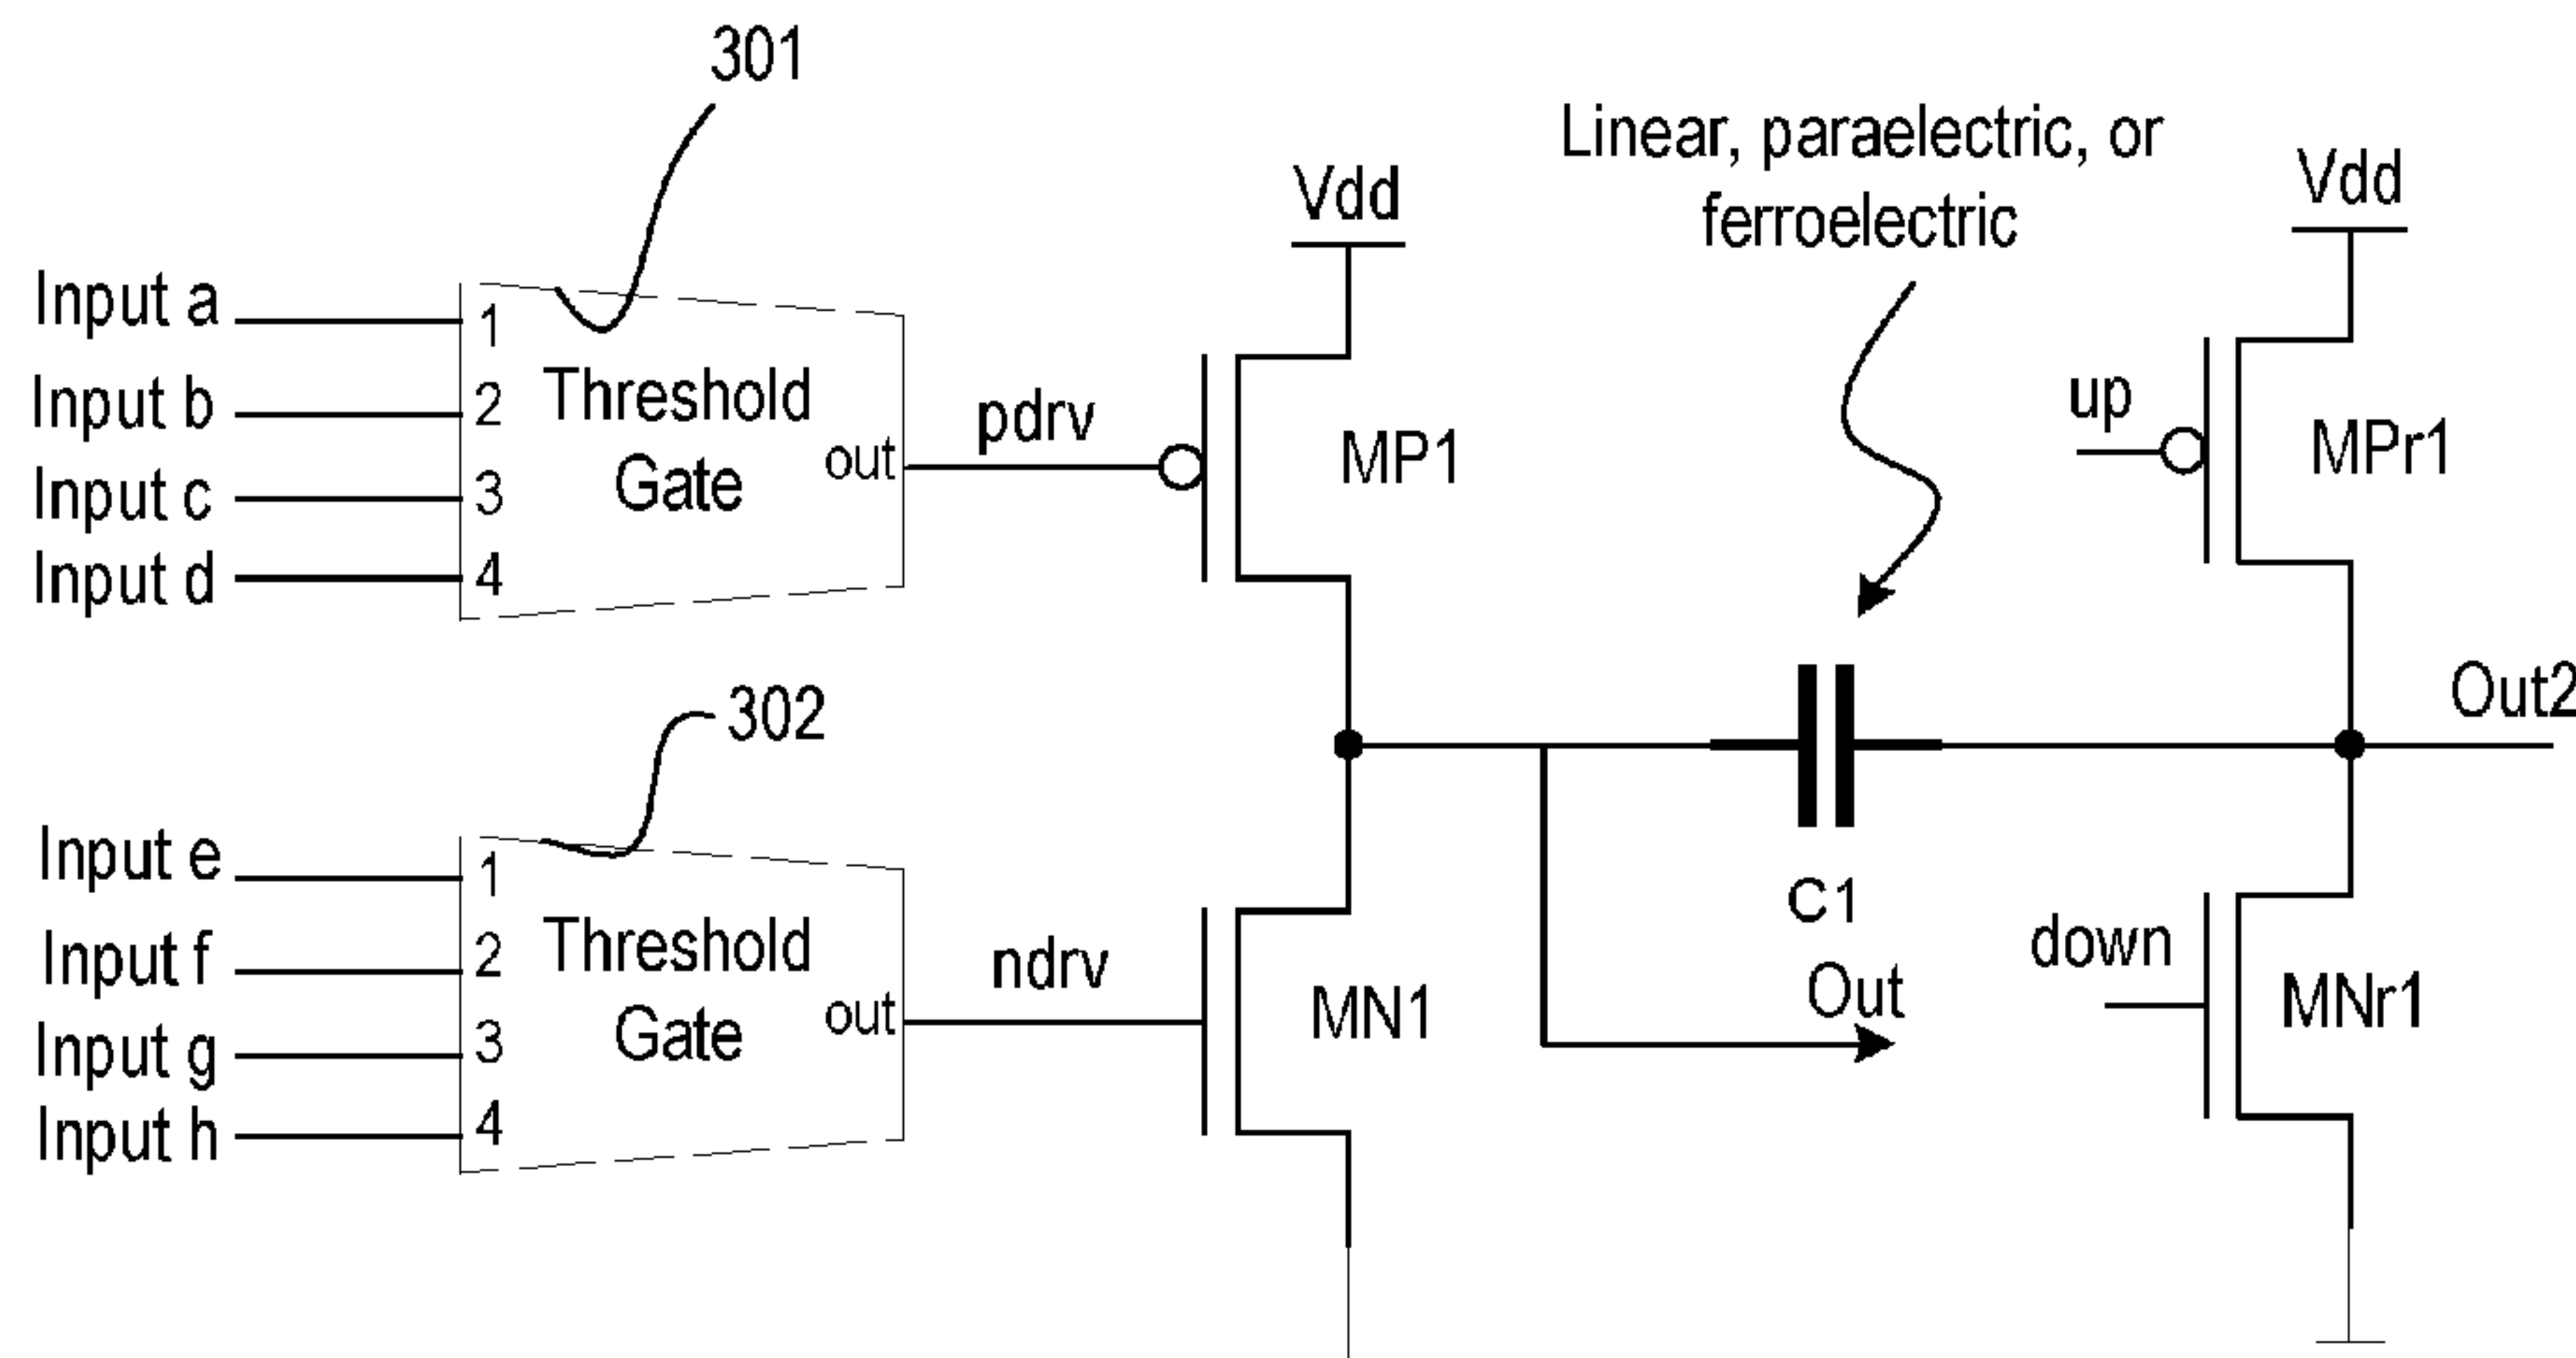 301
Linear, paraelectric, or
ferroelectric
Vdd
Vdd
Input a
1
Input b
2
Input c
3
Input d
4
Threshold
Gate
out
pdrv
MP1
up
MPr1
302
Out2
Input e
1
Input f
2
Input g
3
Input h
4
Threshold
Gate
out
ndrv
MN1
C1
Out
down
MNr1